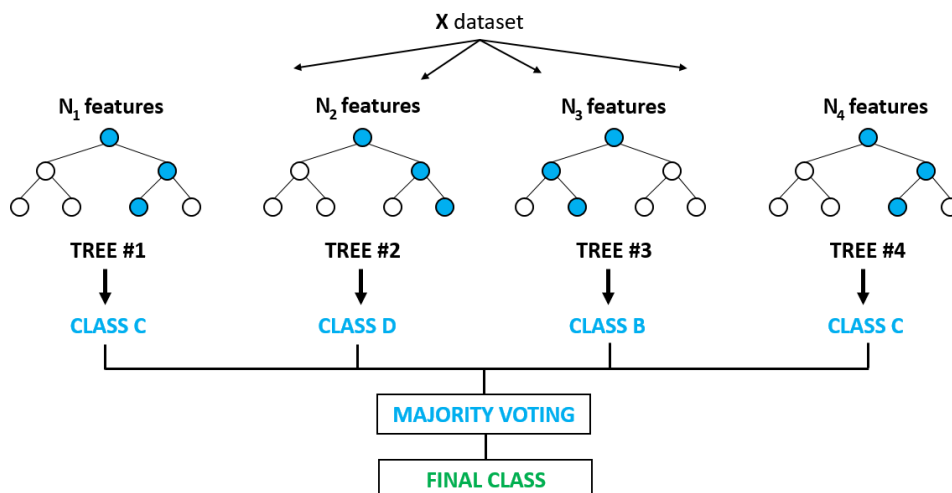 X dataset
N₁ features N₂ features N₃ features N₄ features
TREE #1 TREE #2 TREE #3 TREE #4
CLASS C CLASS D CLASS B CLASS C
MAJORITY VOTING
FINAL CLASS